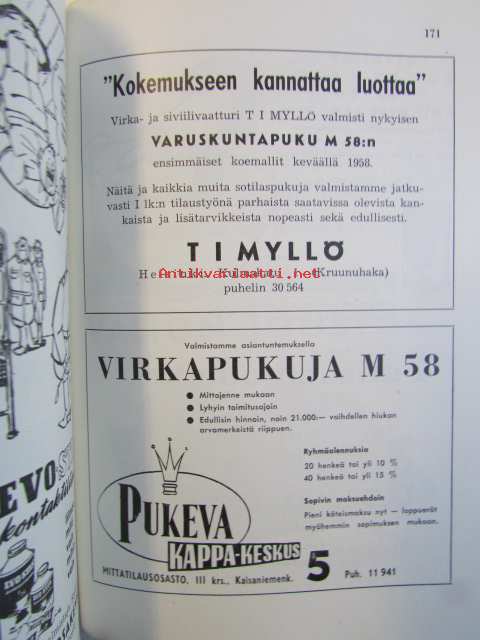 171
"Kokemukseen kannattaa luottaa"
Virka- ja siviilivaatturi T I MYLLÖ valmisti nykyisen
VARUSKUNTAPUKU M 58:n
ensimmäiset koemallit keväällä 1958.
Näitä ja kaikkia muita sotilaspukuja valmistamme jatku-
vasti I lk:n tilaustyönä parhaista saatavissa olevista kan-
kaista ja lisätarvikkeista nopeasti sekä edullisesti.
T I MYLLÖ
(Kruunuhaka)
Antikvariaatti.net
puhelin 30 564
Valmistamme asiantuntemuksella
VIRKAPUKUJA M 58
● Mittojenne mukaan
● Lyhyin toimitusajoin
● Edullisin hinnoin, noin 21.000:— vaihdellen hiukan
arvomerkeistä riippuen.
Ryhmäalennuksia
20 henkeä tai yli 10 %
40 henkeä tai yli 15 %
Sopivin maksuehdoin
Pieni käteismaksu nyt — loppuerät
myöhemmin sopimuksen mukaan.
PUKEVA
KAPPA-KESKUS
MITTATILAUSOSASTO, III krs., Kaisaniemenk. 5 Puh. 11 941